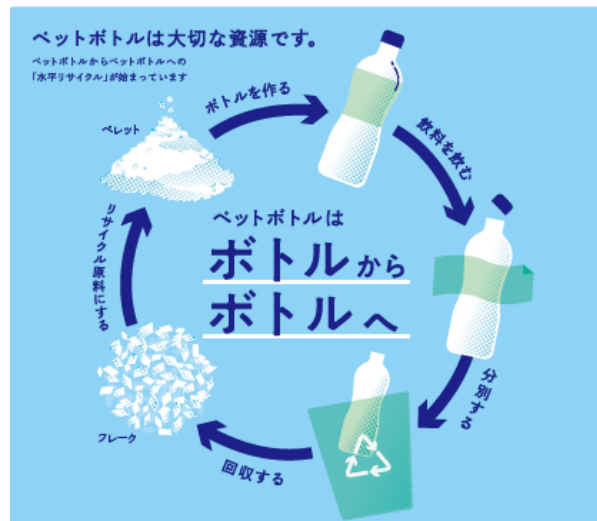 ペットボトルは大切な資源です。
ペットボトルからペットボトルへの
「水平リサイクル」が始まっています
ボトルを作る
飲料を飲む
ペレット
ペットボトルは
ボトルから
ボトルへ
リサイクル原料にする
分別する
フレーク
回収する